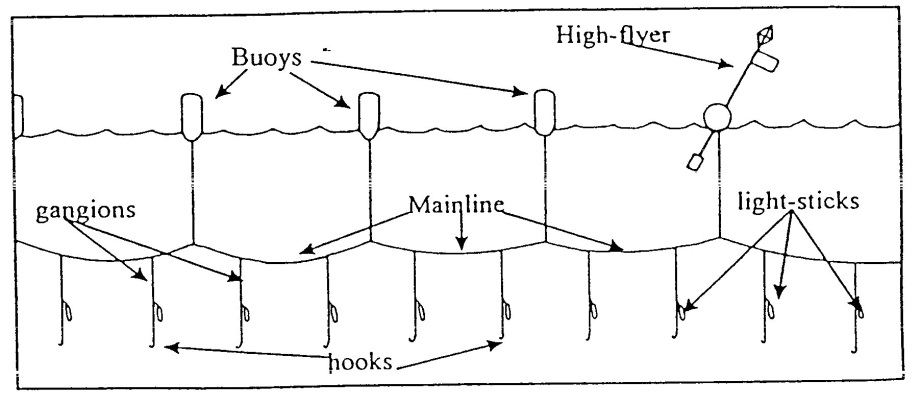 High-flyer
Buoys
gangions
Mainline
light-sticks
hooks